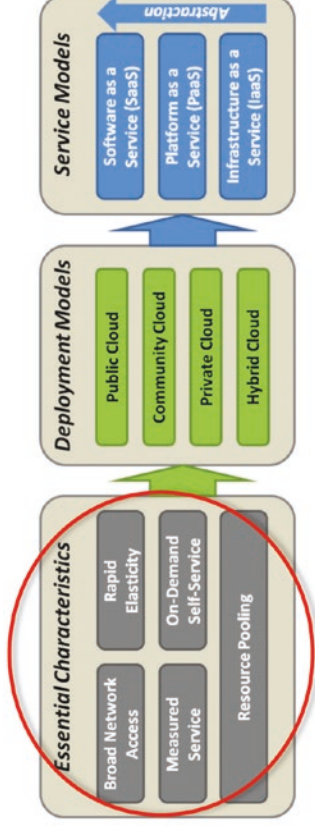 Essential Characteristics
Broad Network
Access
Rapid
Elasticity
Measured
Service
On-Demand
Self-Service
Resource Pooling
Deployment Models
Public Cloud
Community Cloud
Private Cloud
Hybrid Cloud
Service Models
Software as a
Service (SaaS)
Platform as a
Service (PaaS)
Infrastructure as a
Service (IaaS)
Abstraction